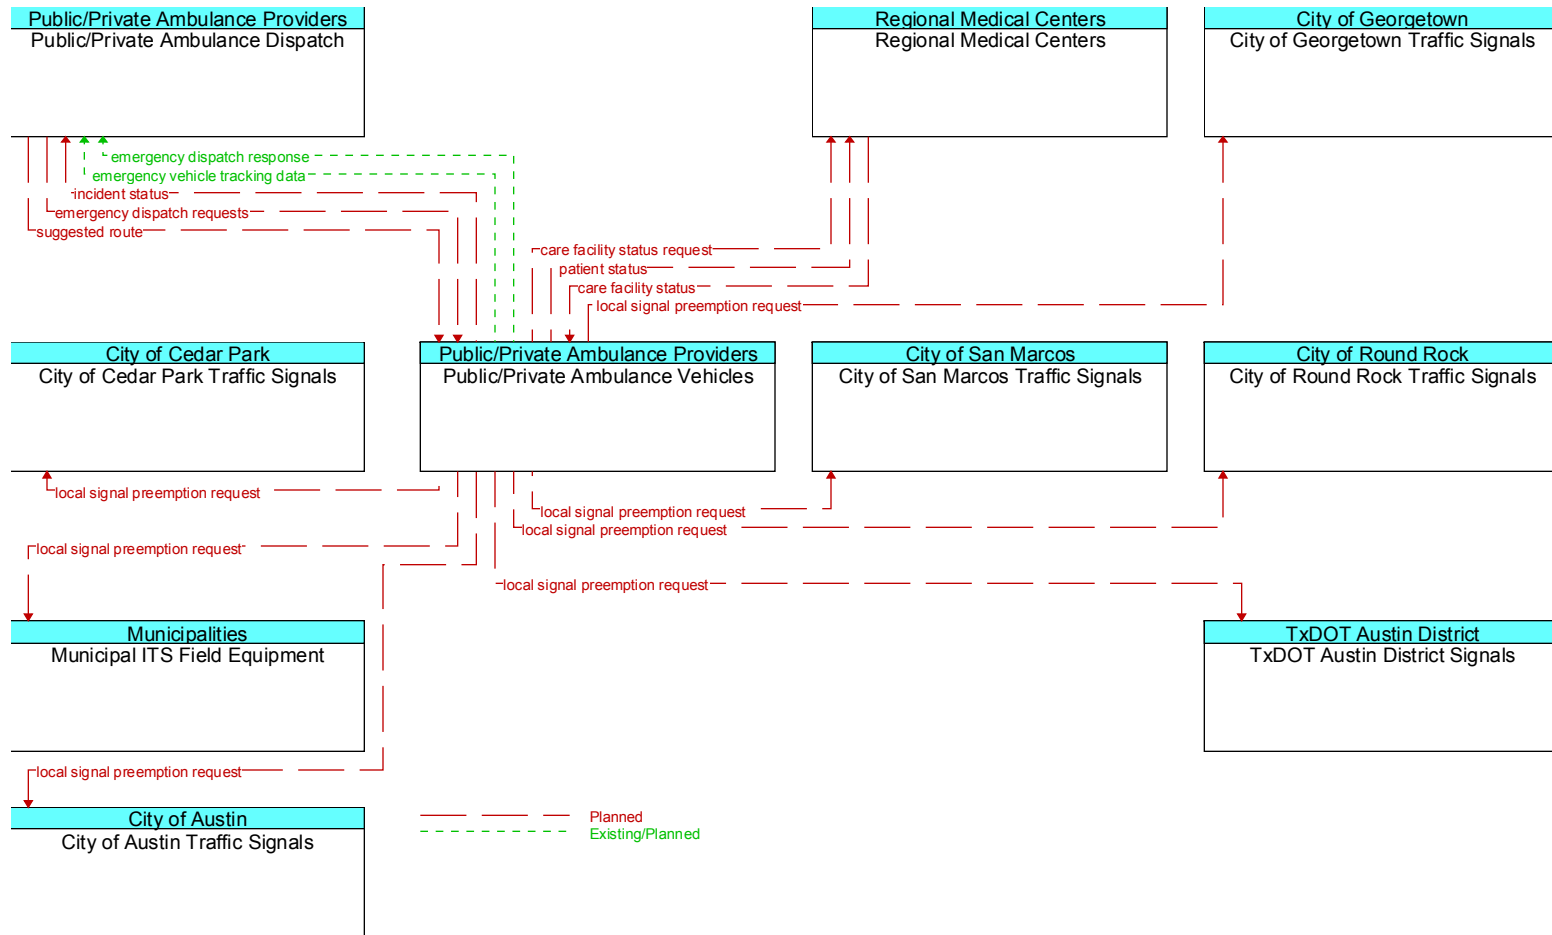 Public/Private Ambulance Providers
Public/Private Ambulance Dispatch
Regional Medical Centers
Regional Medical Centers
City of Georgetown
City of Georgetown Traffic Signals
emergency dispatch response
emergency vehicle tracking data
incident status
emergency dispatch requests
suggested route
care facility status request
patient status
care facility status
local signal preemption request
City of Cedar Park
City of Cedar Park Traffic Signals
Public/Private Ambulance Providers
Public/Private Ambulance Vehicles
City of San Marcos
City of San Marcos Traffic Signals
City of Round Rock
City of Round Rock Traffic Signals
local signal preemption request
local signal preemption request
local signal preemption request
local signal preemption request
local signal preemption request
Municipalities
Municipal ITS Field Equipment
TxDOT Austin District
TxDOT Austin District Signals
local signal preemption request
City of Austin
City of Austin Traffic Signals
Planned
Existing/Planned